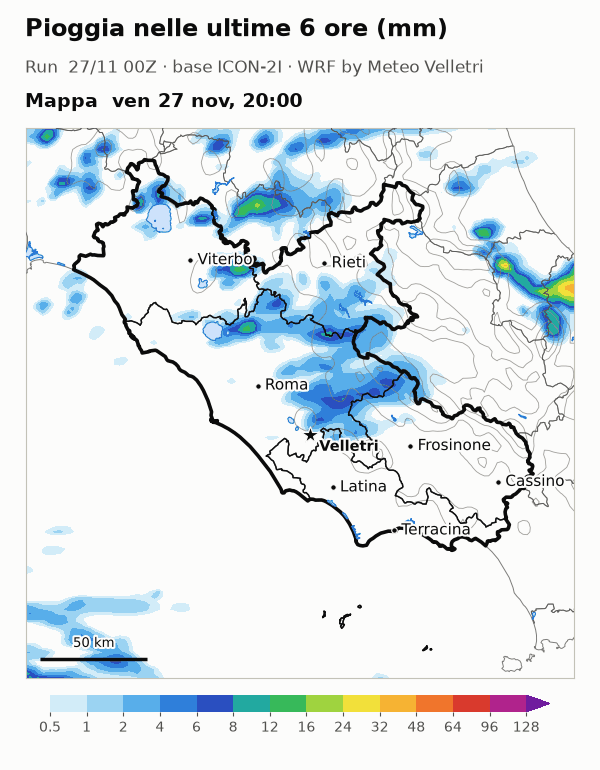 Pioggia nelle ultime 6 ore (mm)
Run  27/11 00Z · base ICON-2I · WRF by Meteo Velletri
Mappa  ven 27 nov, 20:00
Viterbo
Rieti
Roma
Velletri
Frosinone
Cassino
Latina
Terracina
50 km
0.5 1 2 4 6 8 12 16 24 32 48 64 96 128